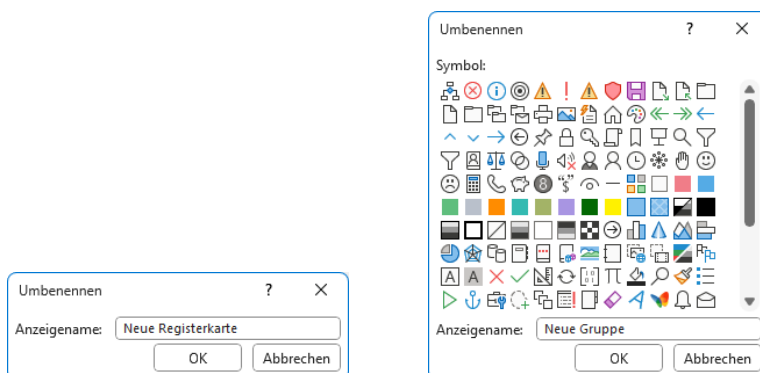 Umbenennen ?
Symbol:
Anzeigename: Neue Gruppe
OK Abbrechen
Umbenennen ?
Anzeigename: Neue Registerkarte
OK Abbrechen